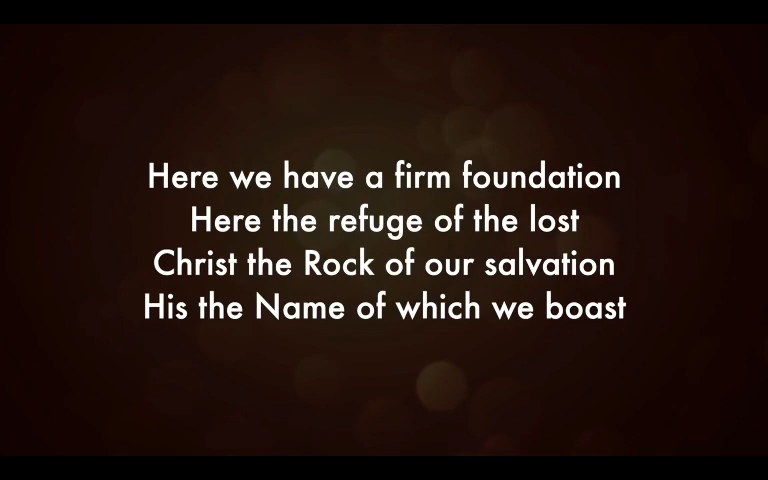 Here we have a firm foundation
Here the refuge of the lost
Christ the Rock of our salvation
His the Name of which we boast